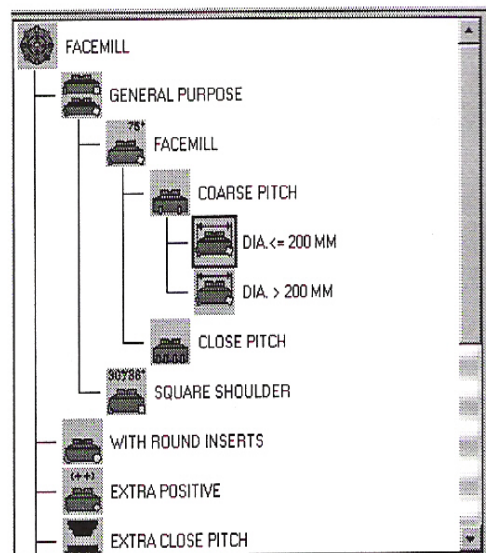 FACEMILL
GENERAL PURPOSE
75°
FACEMILL
COARSE PITCH
DIA.<= 200 MM
DIA. > 200 MM
CLOSE PITCH
SQUARE SHOULDER
WITH ROUND INSERTS
(++)
EXTRA POSITIVE
EXTRA CLOSE PITCH